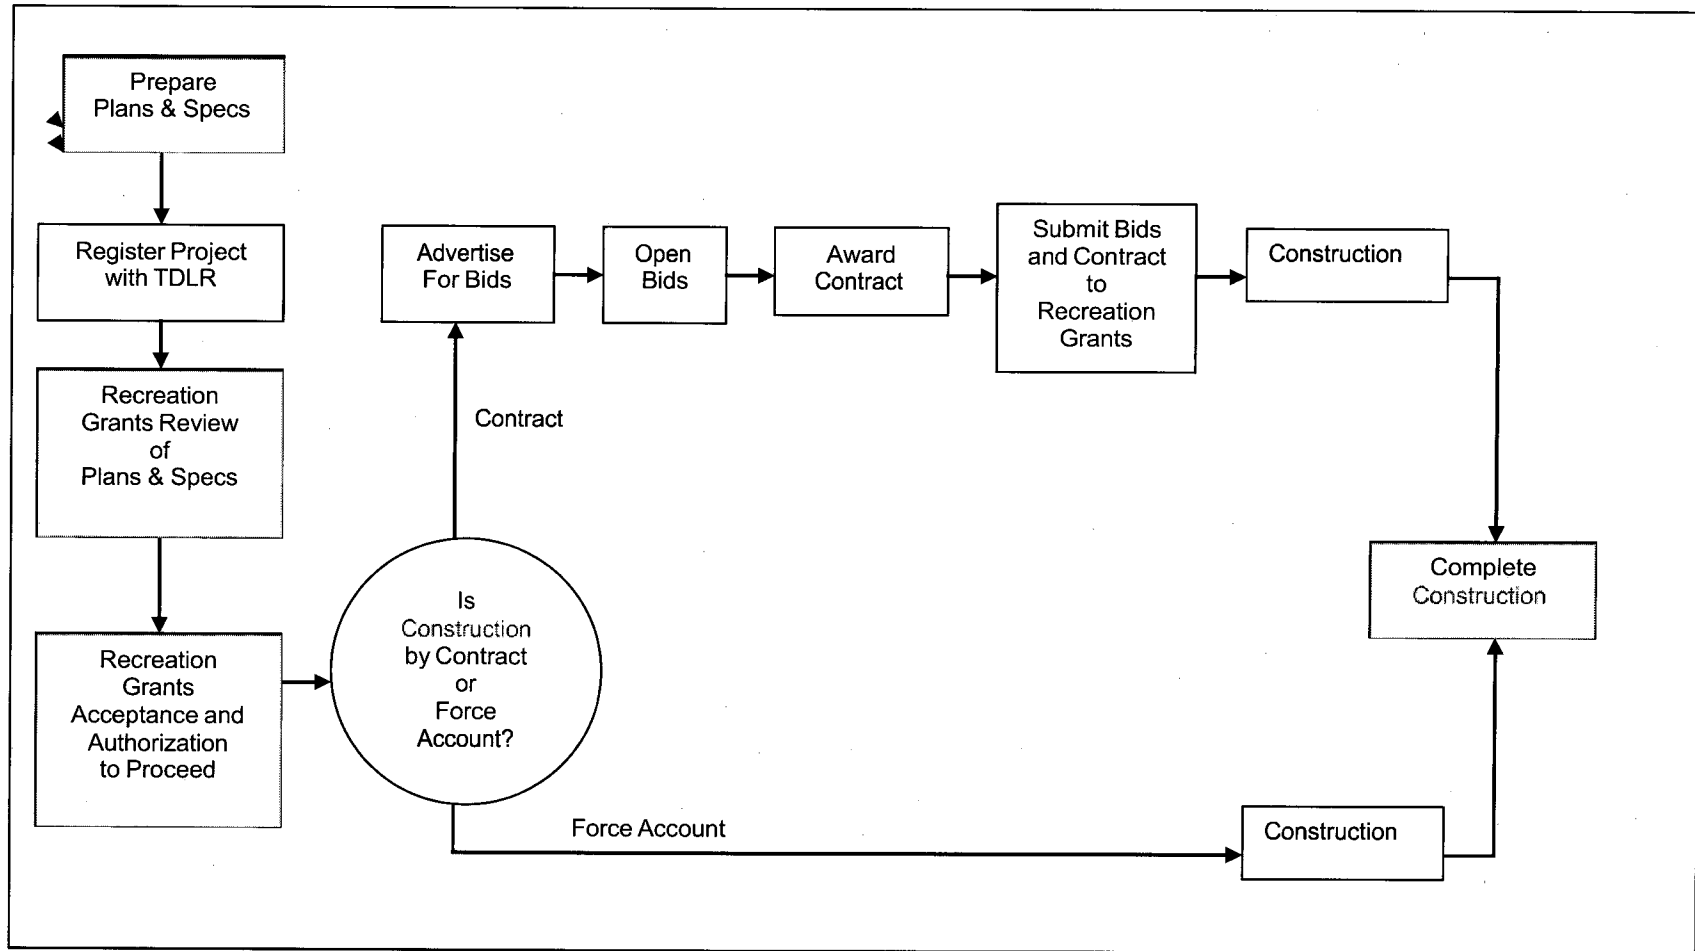 Prepare
Plans & Specs
Register Project
with TDLR
Recreation
Grants Review
of
Plans & Specs
Recreation
Grants
Acceptance and
Authorization
to Proceed
Is
Construction
by Contract
or
Force
Account?
Contract
Advertise
For Bids
Open
Bids
Award
Contract
Submit Bids
and Contract
to
Recreation
Grants
Construction
Force Account
Construction
Complete
Construction